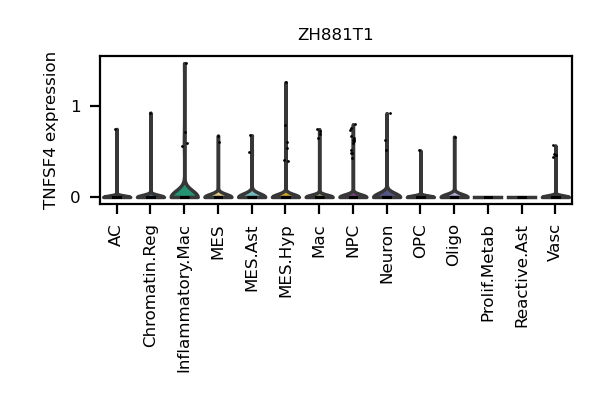 ZH881T1
TNFSF4 expression
1
0
AC
Chromatin.Reg
Inflammatory.Mac
MES
MES.Ast
MES.Hyp
Mac
NPC
Neuron
OPC
Oligo
Prolif.Metab
Reactive.Ast
Vasc